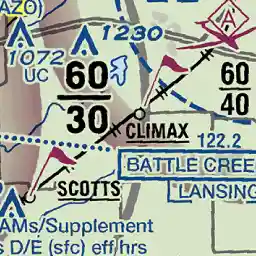 AZO)
1230
1072
UC
60
30
60
40
CLIMAX
122.2
BATTLE CREE
SCOTTS
LANSING
AMs/Supplement
s D/E (sfc) eff hrs